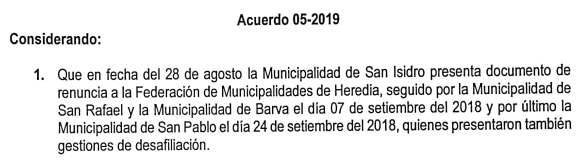 Acuerdo 05-2019
Considerando:
1. Que en fecha del 28 de agosto la Municipalidad de San Isidro presenta documento de
renuncia a la Federación de Municipalidades de Heredia, seguido por la Municipalidad de
San Rafael y la Municipalidad de Barva el día 07 de setiembre del 2018 y por último la
Municipalidad de San Pablo el día 24 de setiembre del 2018, quienes presentaron también
gestiones de desafiliación.